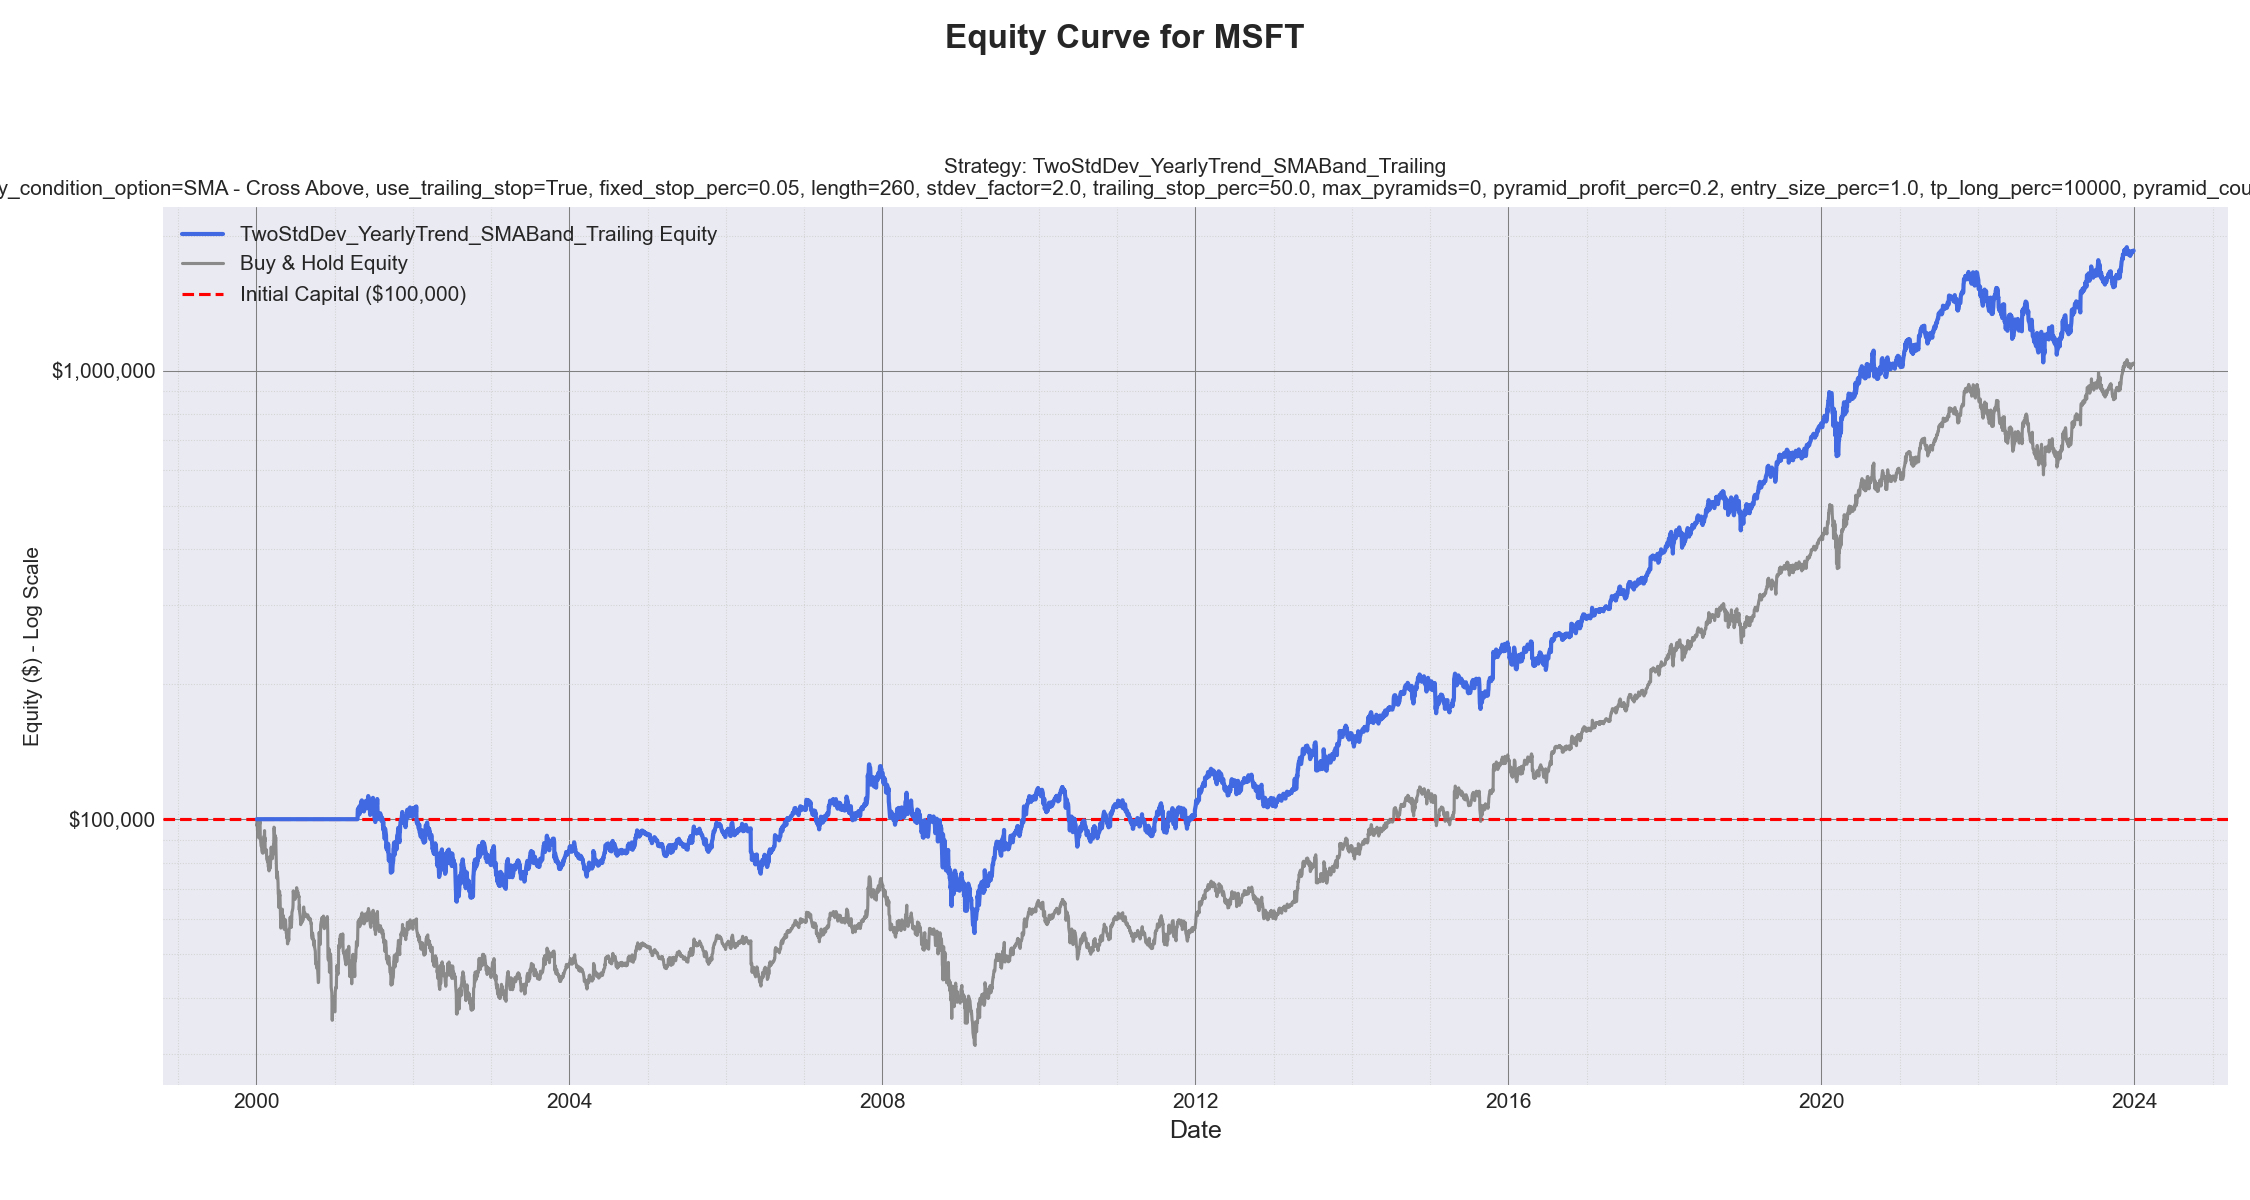 Equity Curve for MSFT
Strategy: TwoStdDev_YearlyTrend_SMABand_Trailing
y_condition_option=SMA - Cross Above, use_trailing_stop=True, fixed_stop_perc=0.05, length=260, stdev_factor=2.0, trailing_stop_perc=50.0, max_pyramids=0, pyramid_profit_perc=0.2, entry_size_perc=1.0, tp_long_perc=10000, pyramid_cou
TwoStdDev_YearlyTrend_SMABand_Trailing Equity
Buy & Hold Equity
Initial Capital ($100,000)
$1,000,000
$100,000
Equity ($) - Log Scale
2000 2004 2008 2012 2016 2020 2024
Date